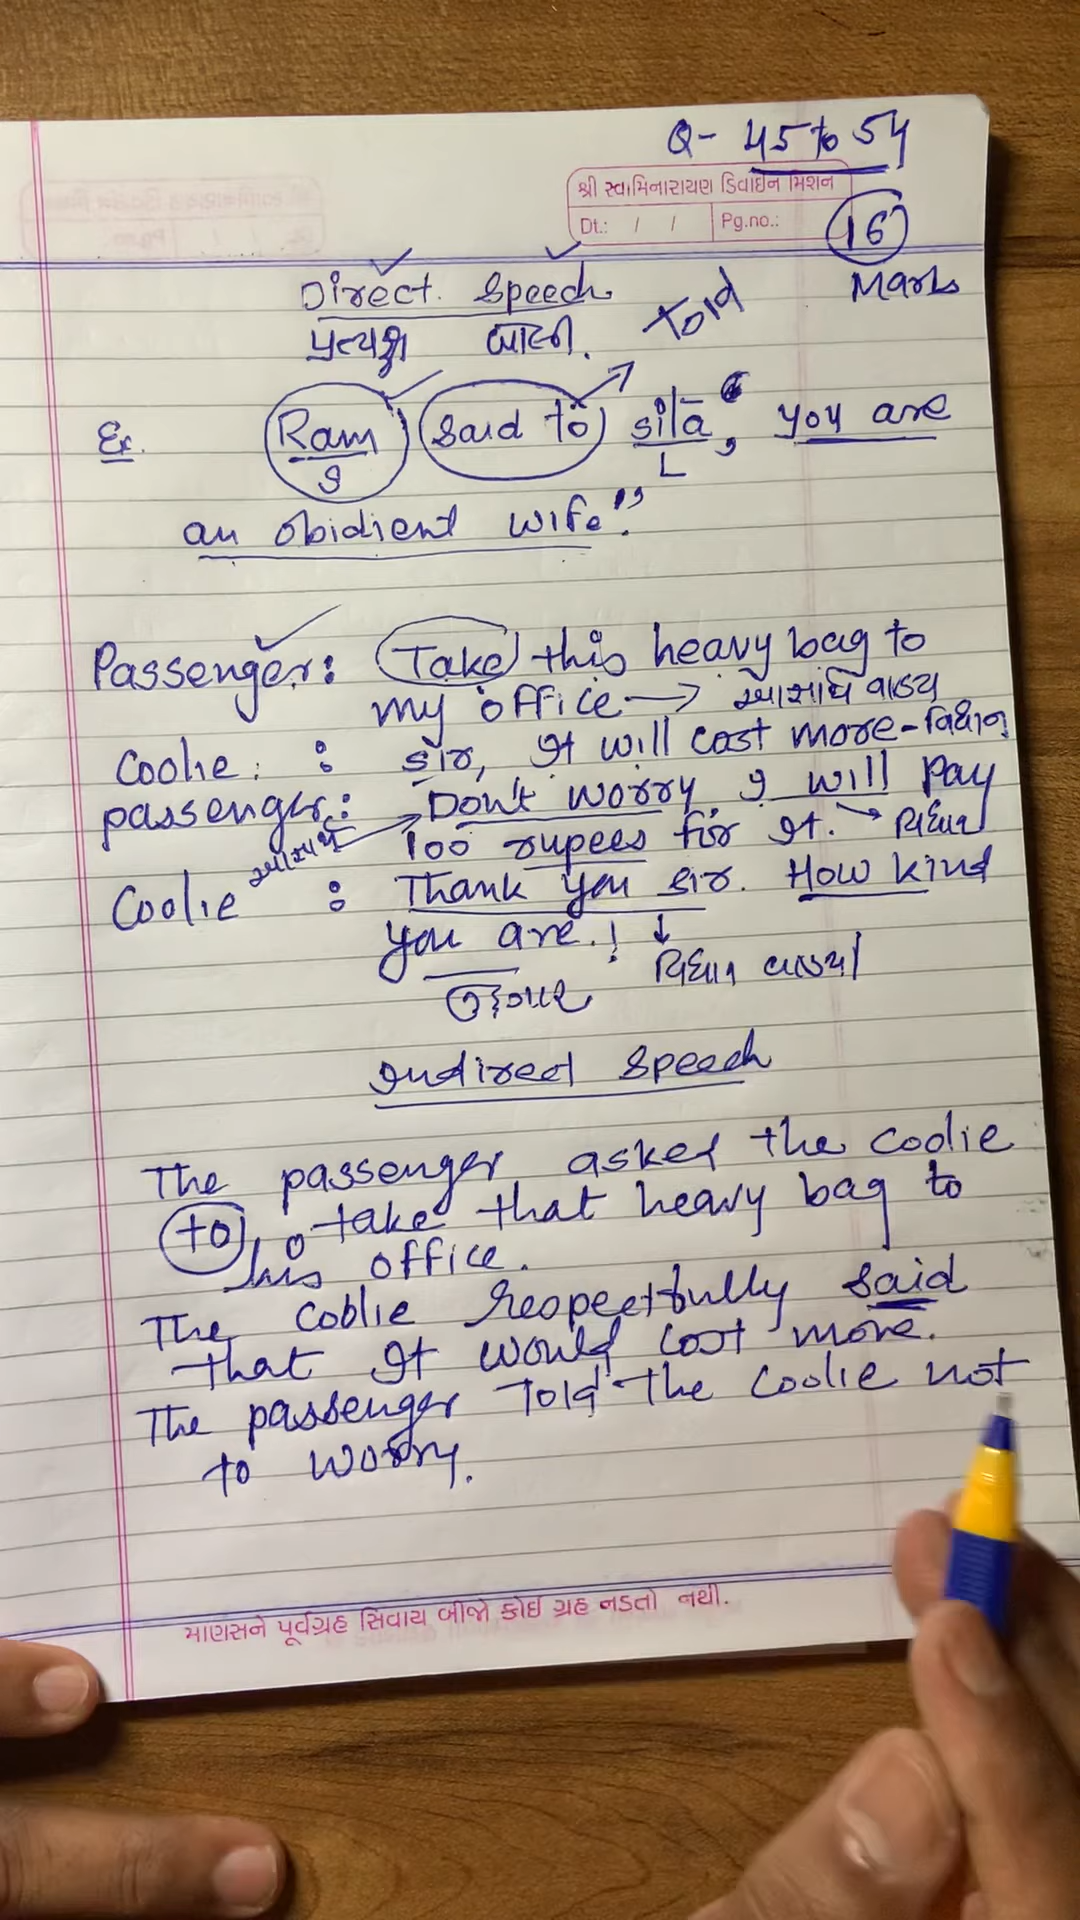 Q- 45 to 54
શ્રી સ્વામિનારાયણ ડિવાઇન મિશન
Dt.: / / Pg.no.:
16
Marks
Direct Speech
પ્રત્યક્ષ
Told
Ex. Ram said to sita, you are
S L
an obidient wife."
Passenger: Take this heavy bag to
my office → આજ્ઞાર્થ વાક્ય
Coolie : સર, It will cost more - વિધાન
passenger: Don't worry. I will pay
100 rupees for It. → વિધાન
આજ્ઞાર્થ
Coolie : Thank you sir. How kind
you are.! ↓
ઉદ્દગાર વિધાન વાક્ય
Indirect Speech
The passenger asked the coolie
to take that heavy bag to
his office.
The coolie respectfully said
that It would cost more.
The passenger Told the coolie not
to worry.
માણસને પૂર્વગ્રહ સિવાય બીજો કોઇ ગ્રહ નડતો નથી.